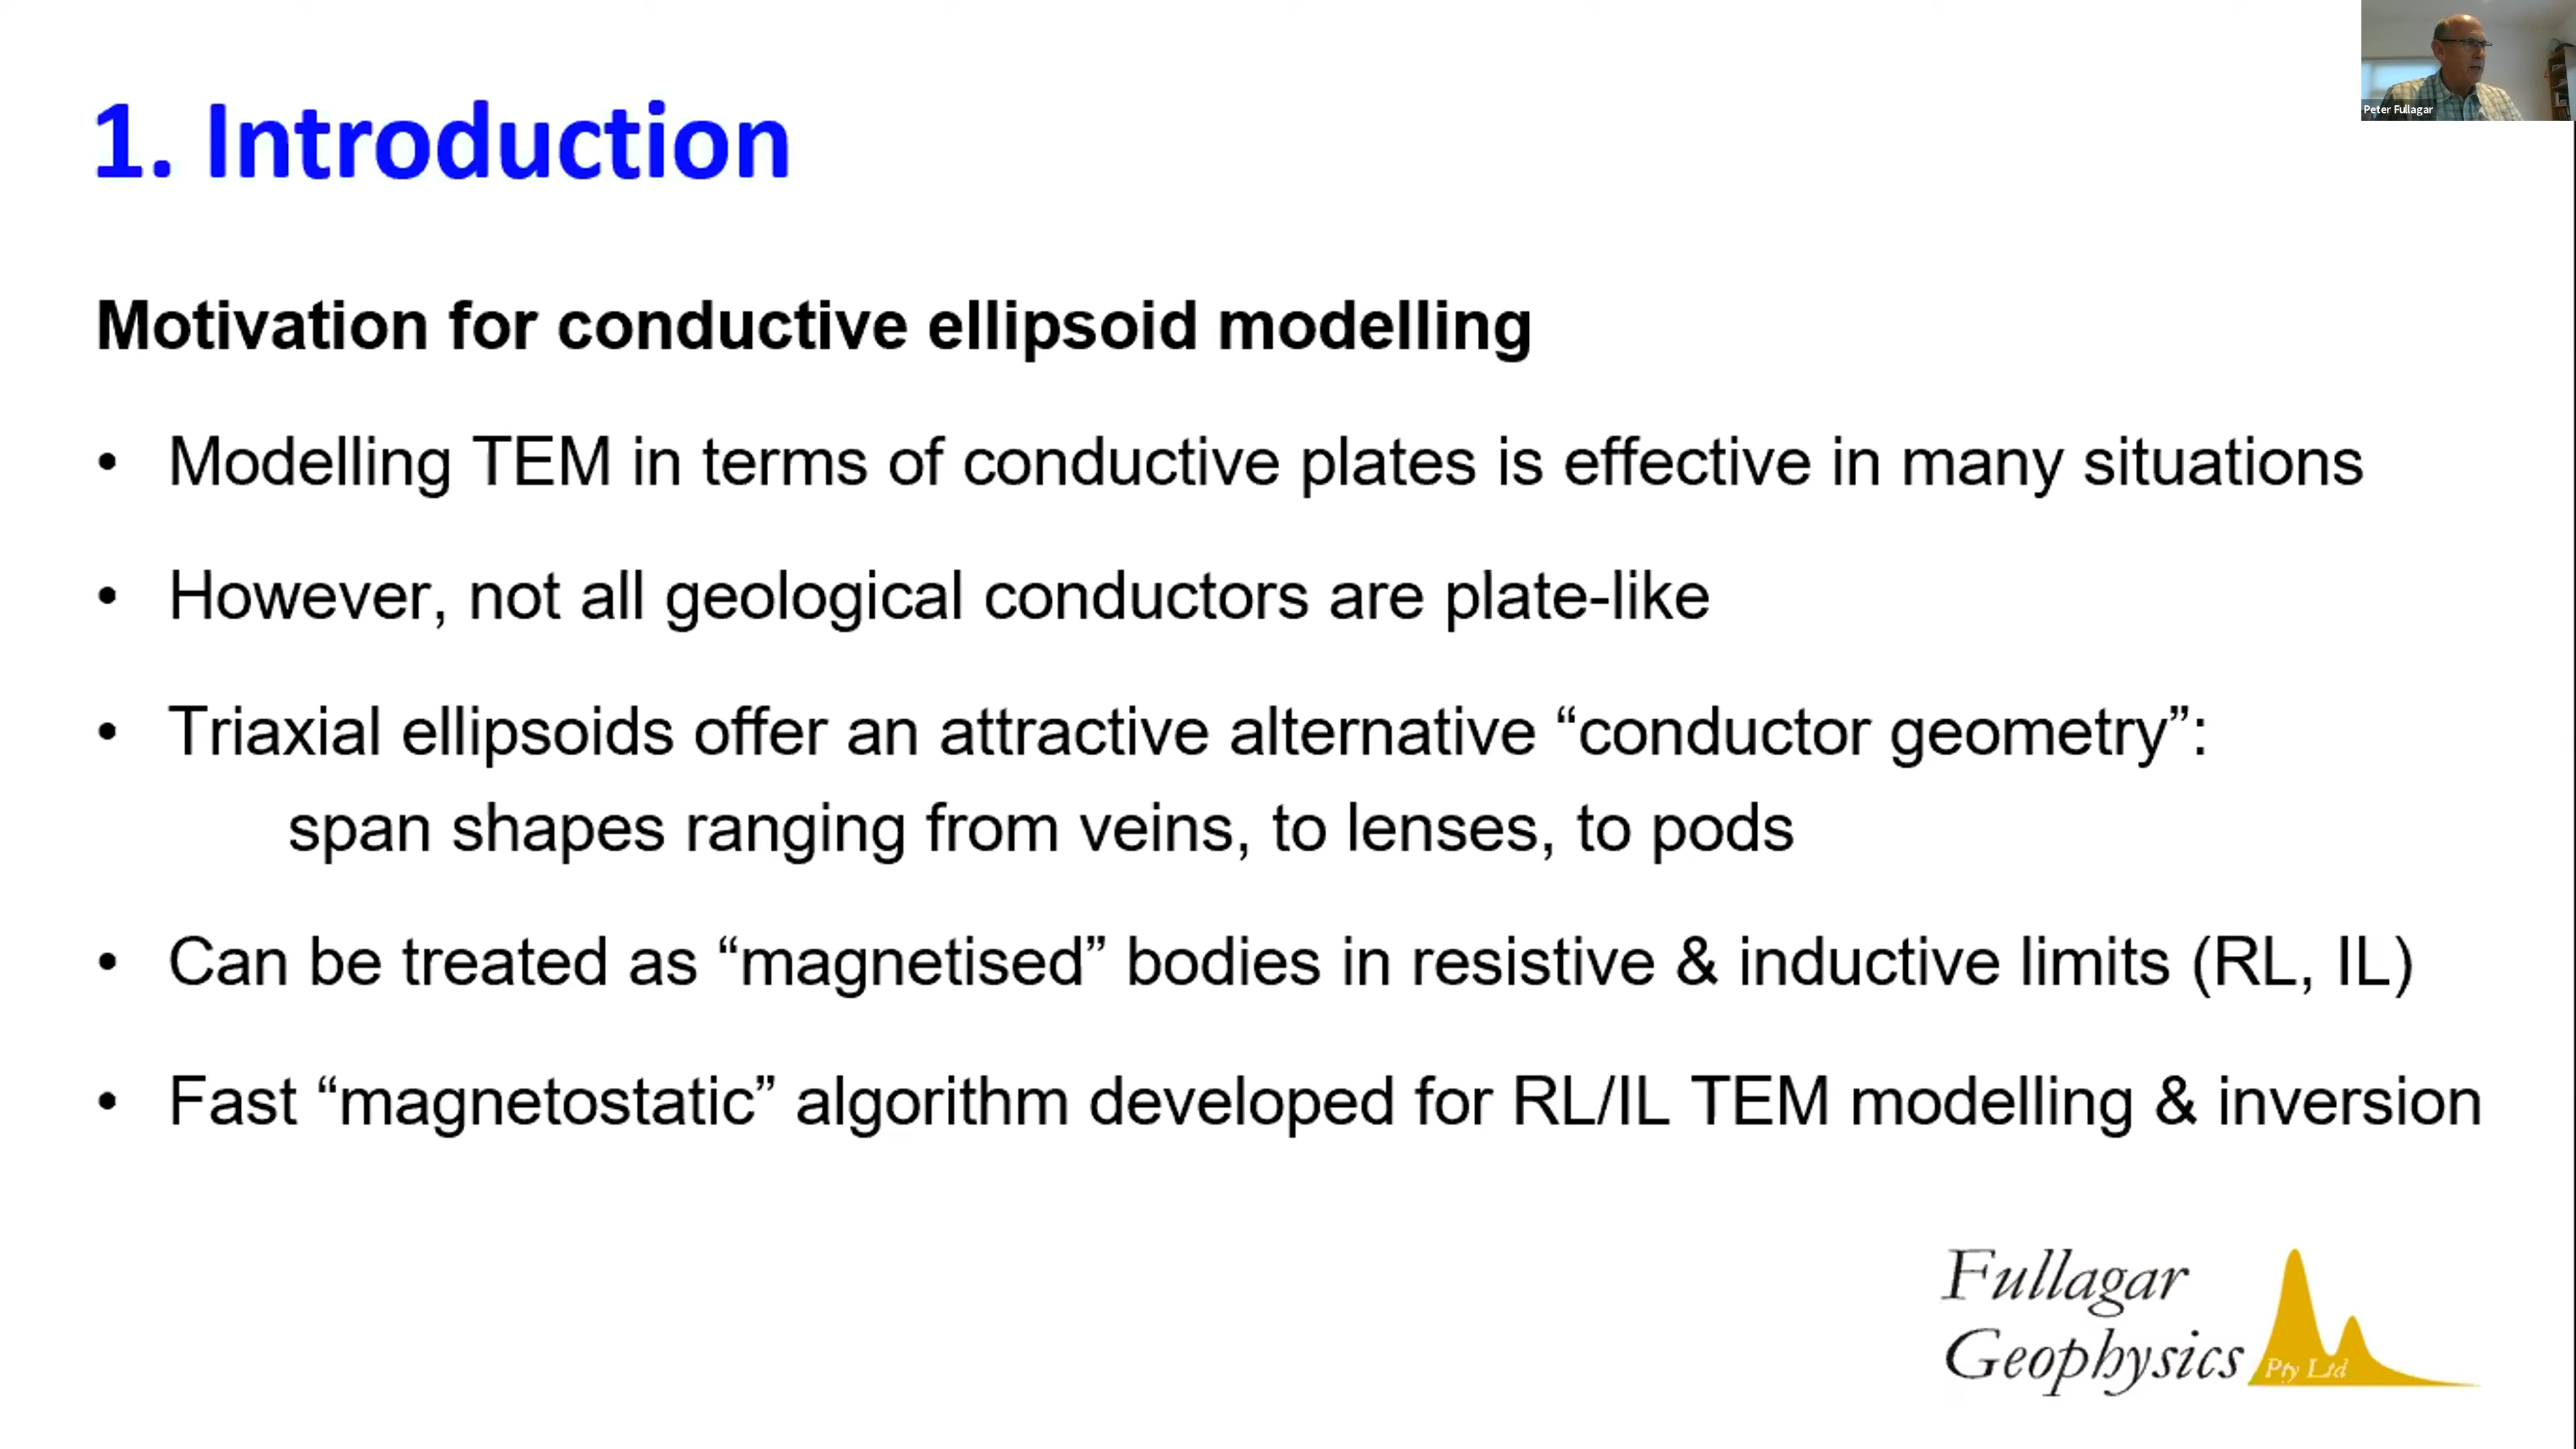 Peter Fullagar
1. Introduction
Motivation for conductive ellipsoid modelling
• Modelling TEM in terms of conductive plates is effective in many situations
• However, not all geological conductors are plate-like
• Triaxial ellipsoids offer an attractive alternative “conductor geometry”:
span shapes ranging from veins, to lenses, to pods
• Can be treated as “magnetised” bodies in resistive & inductive limits (RL, IL)
• Fast “magnetostatic” algorithm developed for RL/IL TEM modelling & inversion
Fullagar
Geophysics
Pty Ltd